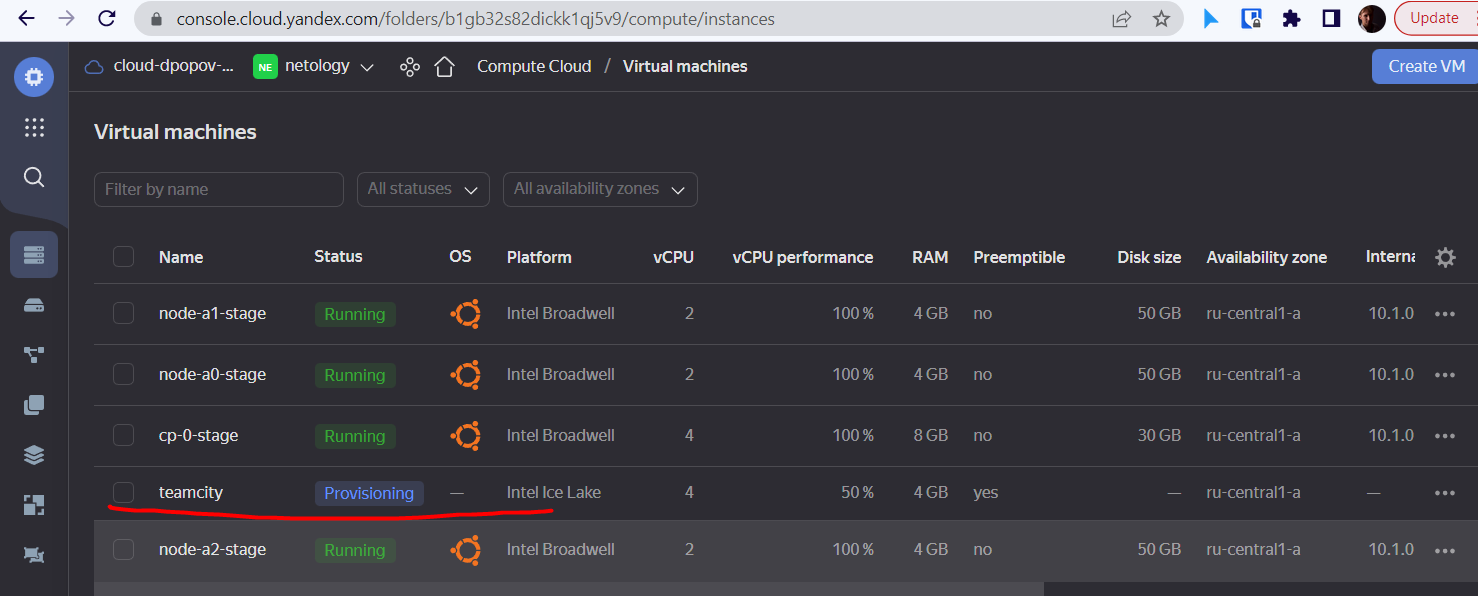 console.cloud.yandex.com/folders/b1gb32s82dickk1qj5v9/compute/instances Update
cloud-dpopov-... NE netology Compute Cloud / Virtual machines Create VM
Virtual machines
Filter by name All statuses All availability zones
Name Status OS Platform vCPU vCPU performance RAM Preemptible Disk size Availability zone Interna
node-a1-stage Running Intel Broadwell 2 100 % 4 GB no 50 GB ru-central1-a 10.1.0
node-a0-stage Running Intel Broadwell 2 100 % 4 GB no 50 GB ru-central1-a 10.1.0
cp-0-stage Running Intel Broadwell 4 100 % 8 GB no 30 GB ru-central1-a 10.1.0
teamcity Provisioning — Intel Ice Lake 4 50 % 4 GB yes — ru-central1-a —
node-a2-stage Running Intel Broadwell 2 100 % 4 GB no 50 GB ru-central1-a 10.1.0